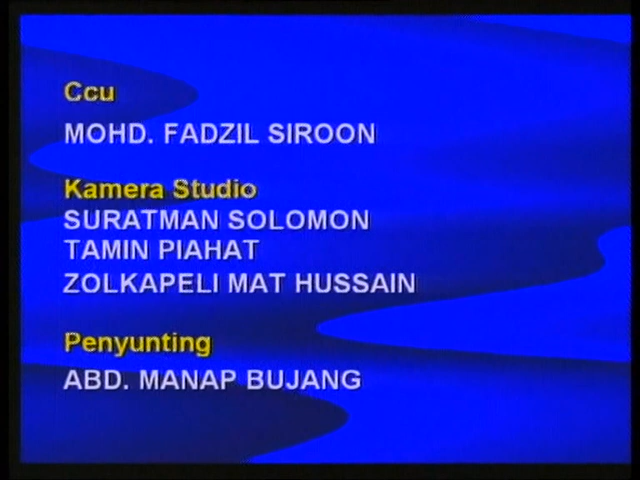 Ccu
MOHD. FADZIL SIROON
Kamera Studio
SURATMAN SOLOMON
TAMIN PIAHAT
ZOLKAPELI MAT HUSSAIN
Penyunting
ABD. MANAP BUJANG